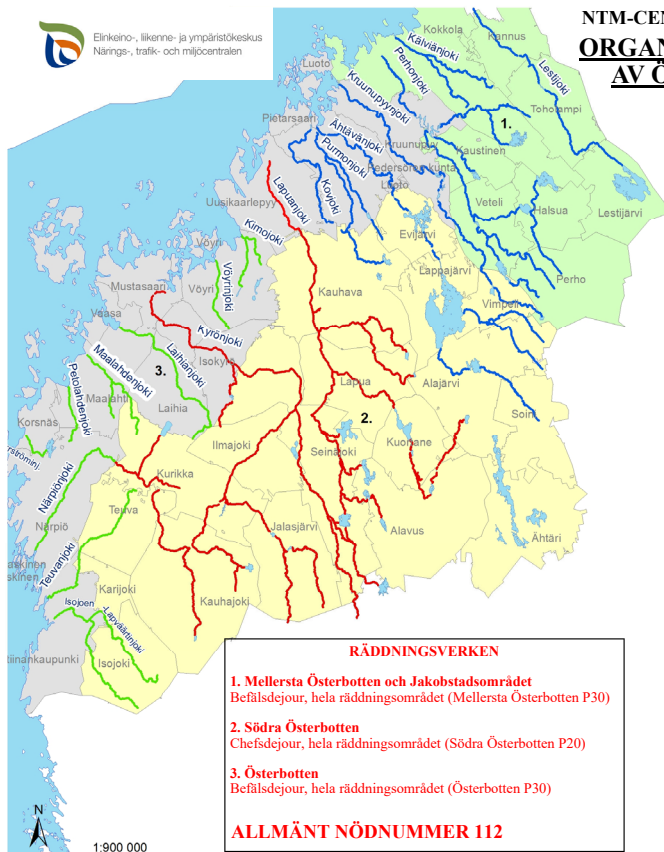 Elinkeino-, liikenne- ja ympäristökeskus
Närings-, trafik- och miljöcentralen
NTM-CEN
ORGAN
AV Ö
Kokkola
Kannus
Luoto
Kälviänjoki
Lestijoki
Perhonjoki
Toholampi
Kruunupyynjoki
Pietarsaari
1.
Ähtävänjoki
Kruunupyy
Kaustinen
Purmonjoki
Pedersören kunta
Luoto
Lapuanjoki
Kovjoki
Veteli
Halsua
Lestijärvi
Uusikaarlepyy
Kimojoki
Evijärvi
Vöyri
Lappajärvi
Perho
Vöyrinjoki
Mustasaari
Vöyri
Kauhava
Vimpeli
Vaasa
Kyrönjoki
Isokyrö
3.
Laihianjoki
Maalahdenjoki
Lapua
Alajärvi
Petolahdenjoki
Maalahti
Laihia
2.
Soini
Korsnäs
Ilmajoki
Seinäjoki
Kuortane
rströminj.
Närpiönjoki
Kurikka
Teuva
Närpiö
Jalasjärvi
Alavus
Ähtäri
Teuvanjoki
Karijoki
Kauhajoki
Isojoen
-Lapväärtinjoki
Isojoki
RÄDDNINGSVERKEN
1. Mellersta Österbotten och Jakobstadsområdet
Befälsdejour, hela räddningsområdet (Mellersta Österbotten P30)
2. Södra Österbotten
Chefsdejour, hela räddningsområdet (Södra Österbotten P20)
3. Österbotten
Befälsdejour, hela räddningsområdet (Österbotten P30)
ALLMÄNT NÖDNUMMER 112
N
1:900 000